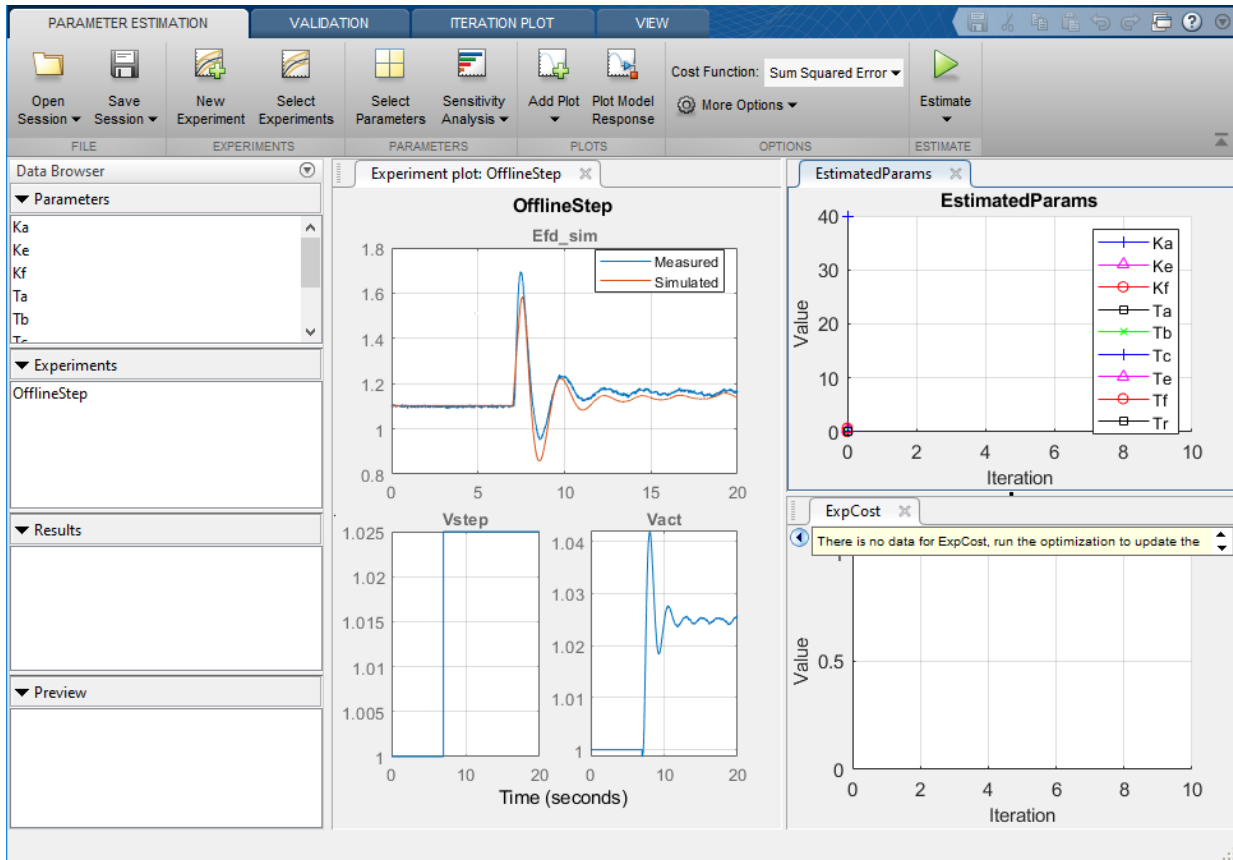 PARAMETER ESTIMATION VALIDATION ITERATION PLOT VIEW
Open Session
Save Session
New Experiment
Select Experiments
Select Parameters
Sensitivity Analysis
Add Plot
Plot Model Response
Cost Function: Sum Squared Error
More Options
Estimate
FILE EXPERIMENTS PARAMETERS PLOTS OPTIONS ESTIMATE
Data Browser
Parameters
Ka
Ke
Kf
Ta
Tb
Tc
Experiments
OfflineStep
Results
Preview
Experiment plot: OfflineStep
OfflineStep
Efd_sim
Measured
Simulated
1.8
1.6
1.4
1.2
1
0.8
0 5 10 15 20
Vstep
1.025
1.02
1.015
1.01
1.005
1
0 10 20
Vact
1.04
1.03
1.02
1.01
1
0 10 20
Time (seconds)
EstimatedParams
EstimatedParams
40
30
20
10
0
Value
Ka
Ke
Kf
Ta
Tb
Tc
Te
Tf
Tr
0 2 4 6 8 10
Iteration
ExpCost
There is no data for ExpCost, run the optimization to update the
1
0.5
0
Value
0 2 4 6 8 10
Iteration